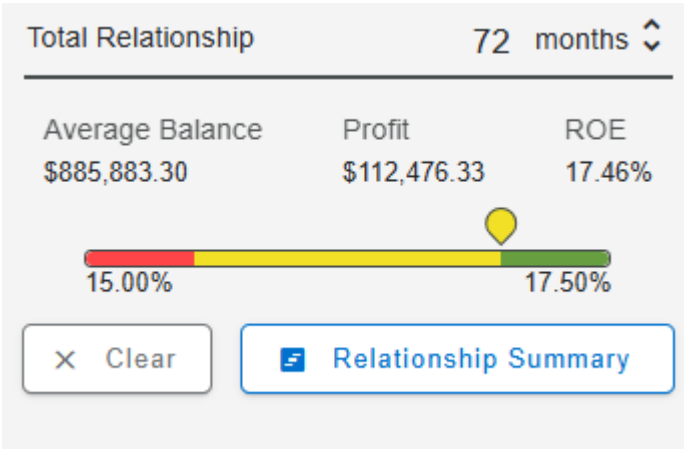 Total Relationship 72 months
Average Balance Profit ROE
$885,883.30 $112,476.33 17.46%
15.00% 17.50%
Clear Relationship Summary